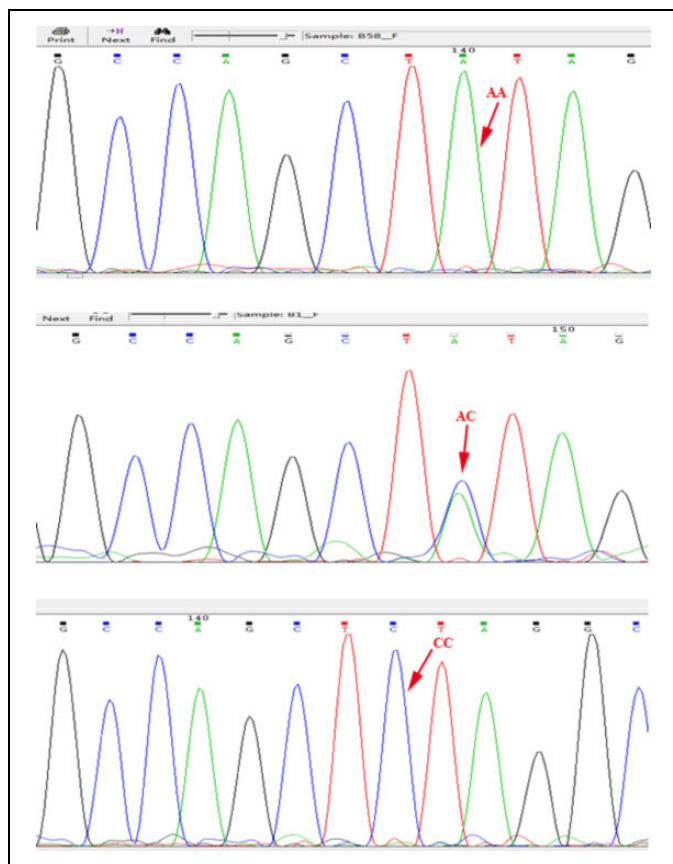 Print Next Find Sample: B58_F
140
G C C A G C T A T A G
AA
Next Find Sample: B1_F
150
G C C A G C T A T A G
AC
140
G C C A G C T C T A G G C
CC